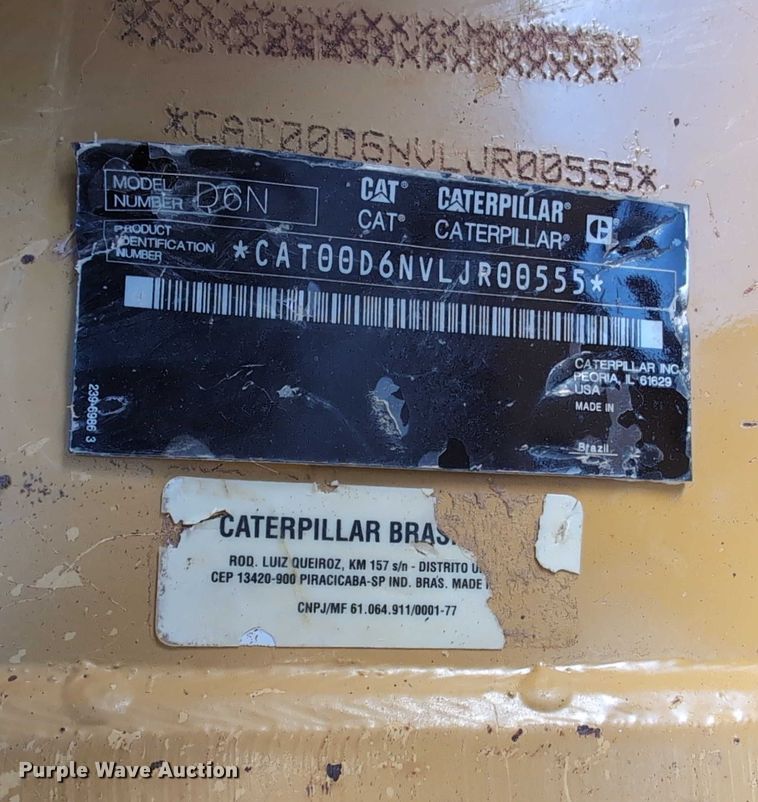 *CAT00D6NVLJR00555*
MODEL NUMBER D6N
CAT® CATERPILLAR®
CAT® CATERPILLAR®
PRODUCT IDENTIFICATION NUMBER *CAT00D6NVLJR00555*
CATERPILLAR INC
PEORIA, IL 61629
USA
MADE IN
Brazil
239-6986 3
CATERPILLAR
ROD. LUIZ QUEIROZ, KM 157 s/n - DISTRITO
CEP 13420-900 PIRACICABA-SP IND. BRAS. MADE
CNPJ/MF 61.064.911/0001-77
Purple Wave Auction